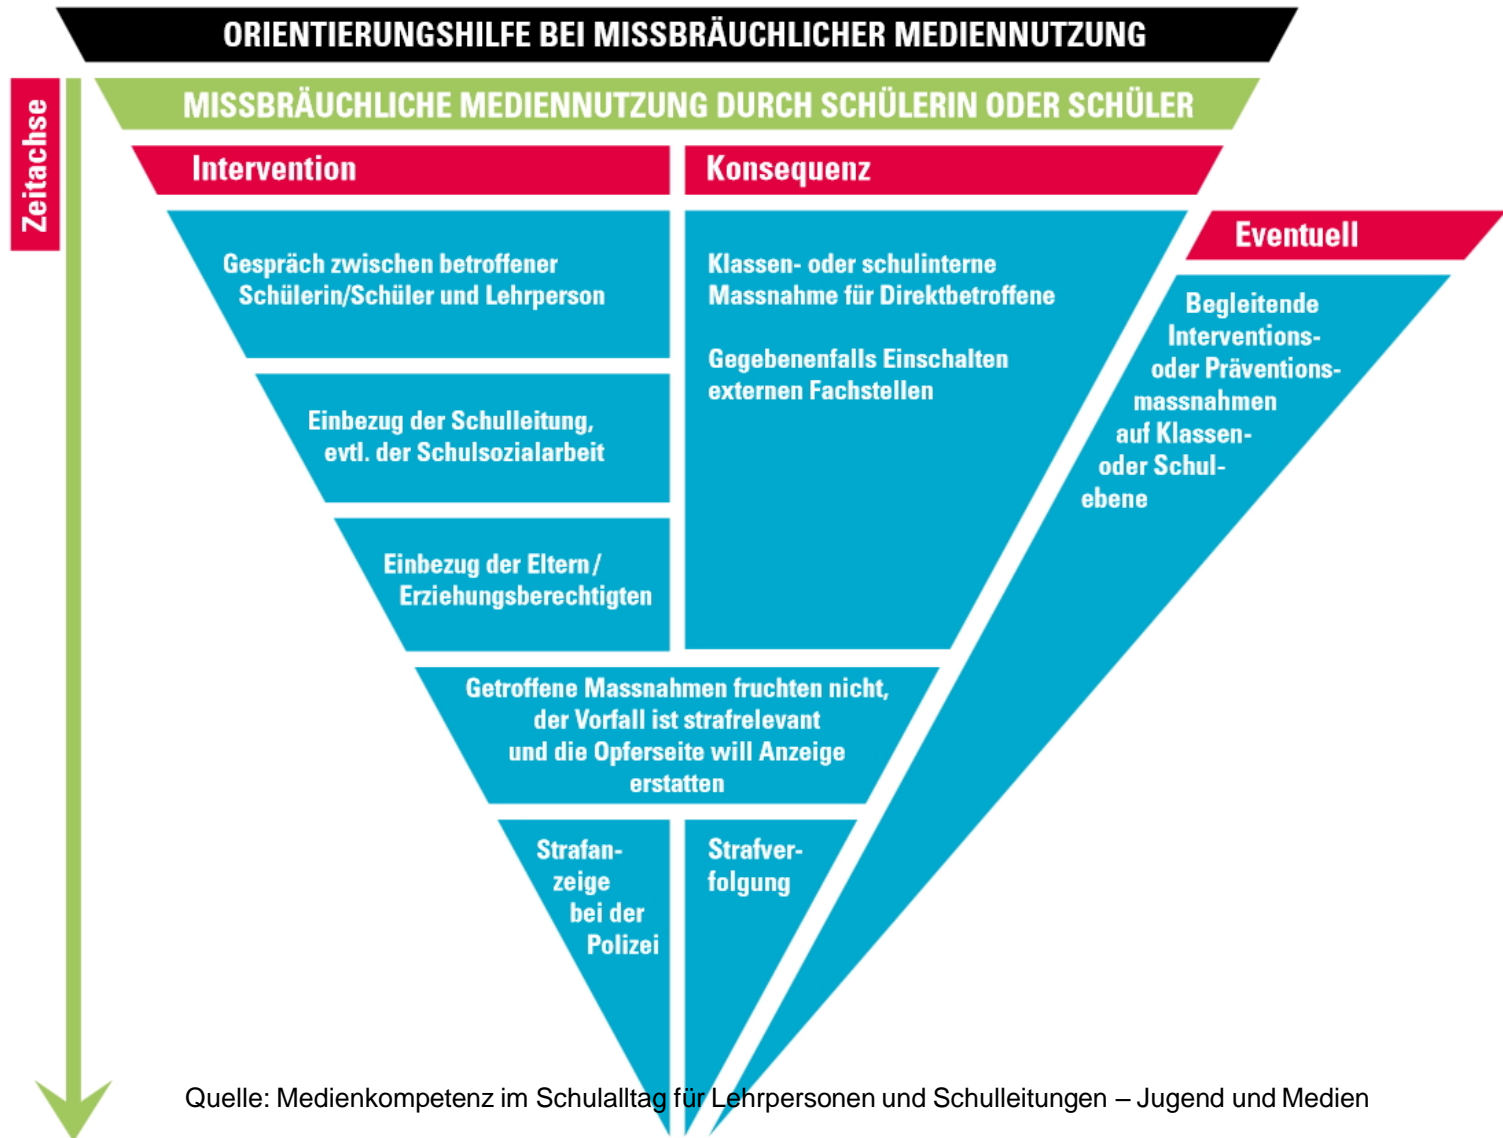 ORIENTIERUNGSHILFE BEI MISSBRÄUCHLICHER MEDIENNUTZUNG
Zeitachse
MISSBRÄUCHLICHE MEDIENNUTZUNG DURCH SCHÜLERIN ODER SCHÜLER
Intervention
Gespräch zwischen betroffener
Schülerin/Schüler und Lehrperson
Einbezug der Schulleitung,
evtl. der Schulsozialarbeit
Einbezug der Eltern/
Erziehungsberechtigten
Konsequenz
Klassen- oder schulinterne
Massnahme für Direktbetroffene
Gegebenenfalls Einschalten
externen Fachstellen
Eventuell
Begleitende
Interventions-
oder Präventions-
massnahmen
auf Klassen-
oder Schul-
ebene
Getroffene Massnahmen fruchten nicht,
der Vorfall ist strafrelevant
und die Opferseite will Anzeige
erstatten
Strafan-
zeige
bei der
Polizei
Strafver-
folgung
Quelle: Medienkompetenz im Schulalltag für Lehrpersonen und Schulleitungen – Jugend und Medien